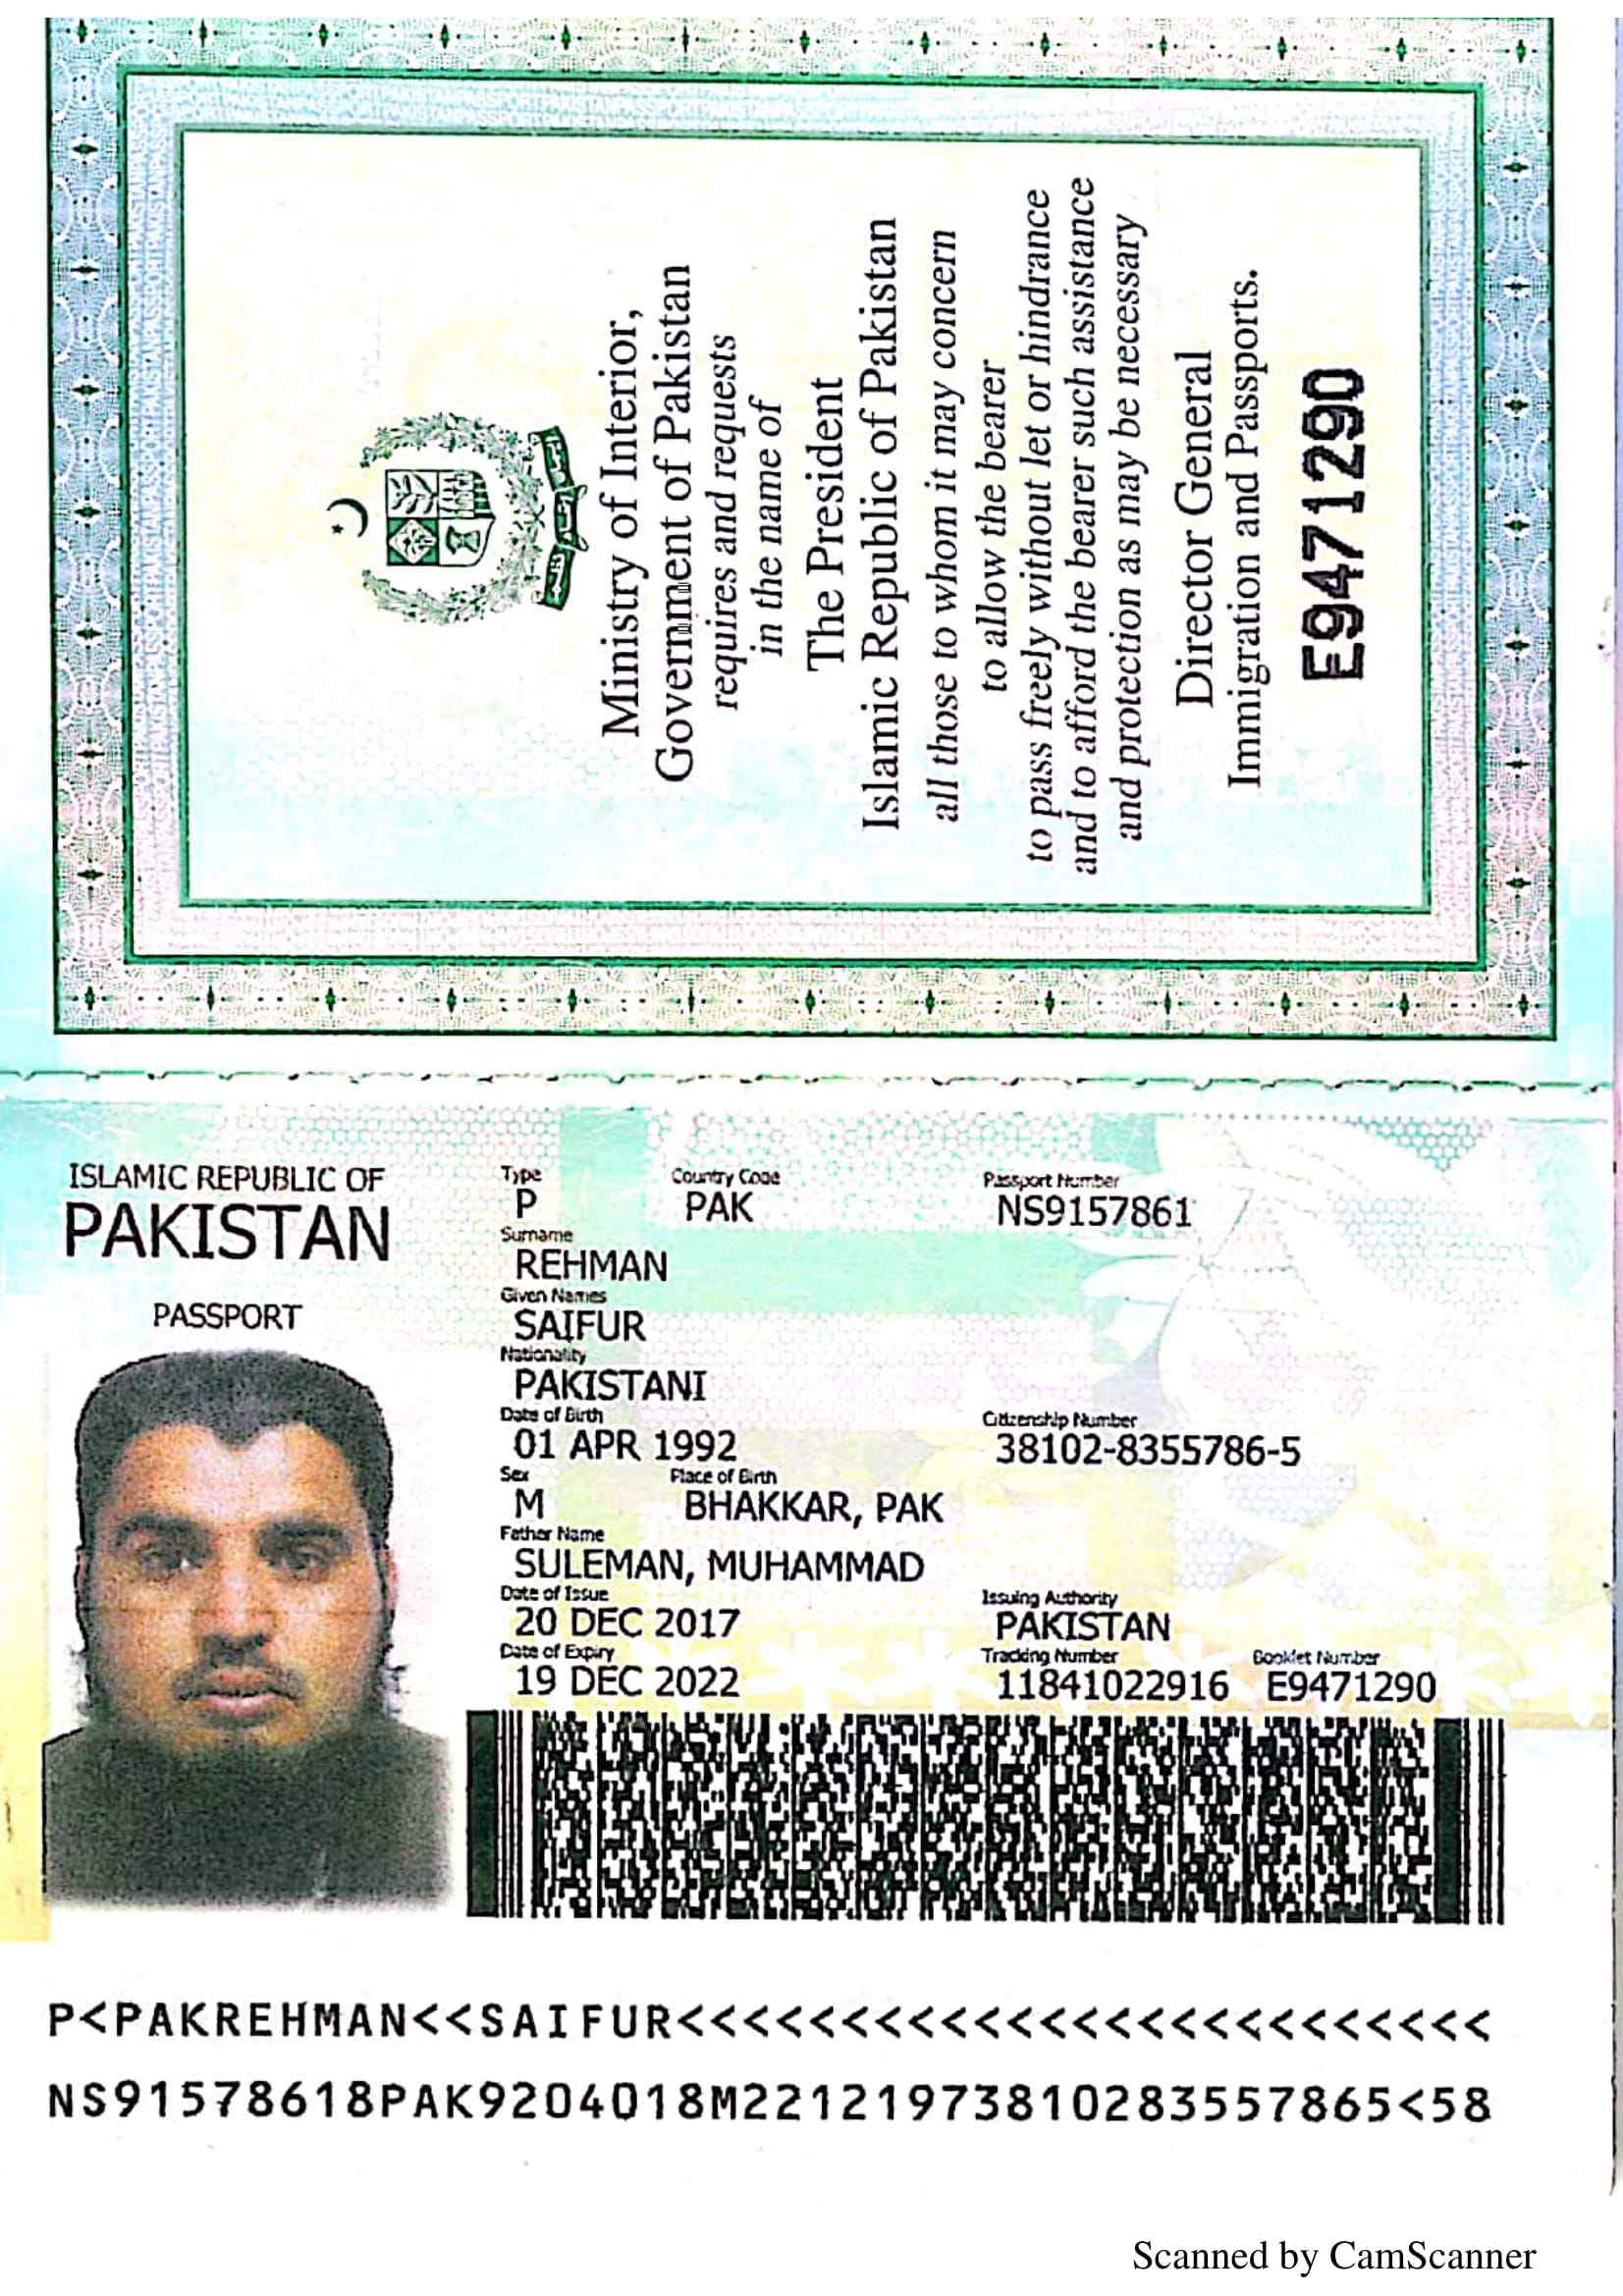 Ministry of Interior,
Government of Pakistan
requires and requests
in the name of
The President
Islamic Republic of Pakistan
all those to whom it may concern
to allow the bearer
to pass freely without let or hindrance
and to afford the bearer such assistance
and protection as may be necessary
Director General
Immigration and Passports.
E9471290
ISLAMIC REPUBLIC OF
PAKISTAN
PASSPORT
Type Country Code Passport Number
P PAK NS9157861
Surname
REHMAN
Given Names
SAIFUR
Nationality
PAKISTANI
Date of Birth Citizenship Number
01 APR 1992 38102-8355786-5
Sex Place of Birth
M BHAKKAR, PAK
Father Name
SULEMAN, MUHAMMAD
Date of Issue Issuing Authority
20 DEC 2017 PAKISTAN
Date of Expiry Tracking Number Booklet Number
19 DEC 2022 11841022916 E9471290
P<PAKREHMAN<<SAIFUR<<<<<<<<<<<<<<<<<<<<<<<<<
NS91578618PAK9204018M22121973810283557865<58
Scanned by CamScanner